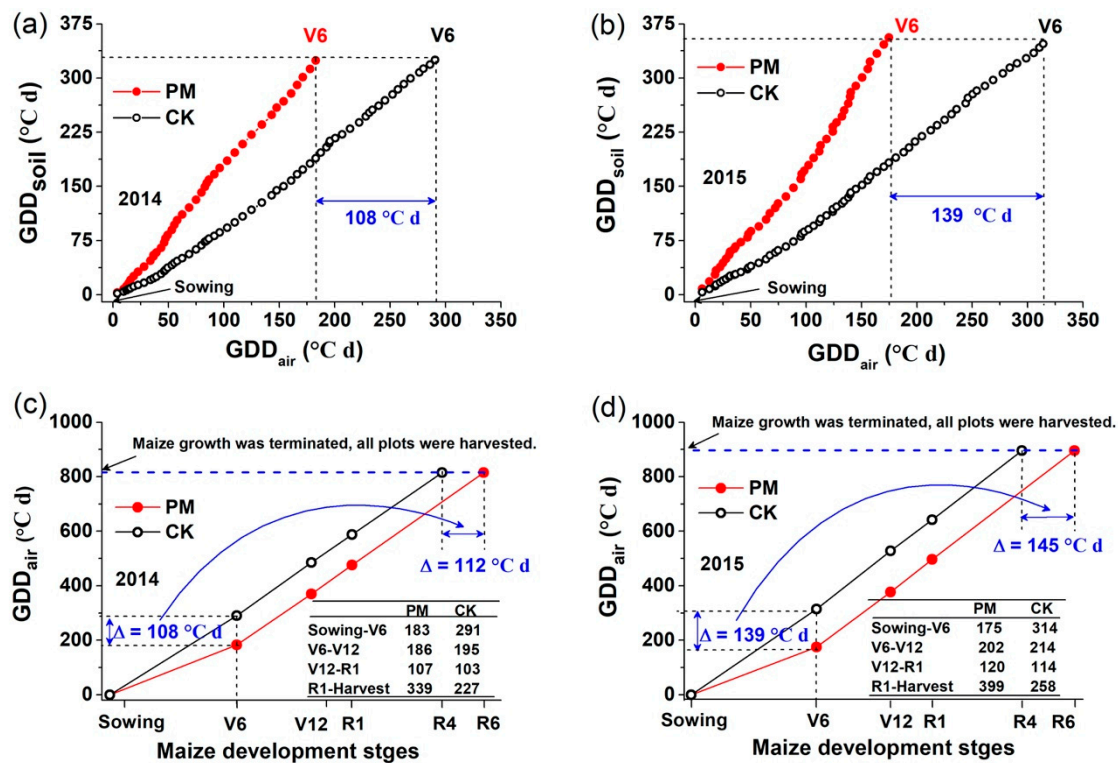 (a)
V6
V6
PM
CK
2014
108 °C d
Sowing
GDDsoil (°C d)
0
75
150
225
300
375
0
50
100
150
200
250
300
350
GDDair (°C d)
(b)
V6
V6
PM
CK
2015
139 °C d
Sowing
GDDsoil (°C d)
0
75
150
225
300
375
0
50
100
150
200
250
300
350
GDDair (°C d)
(c)
Maize growth was terminated, all plots were harvested.
PM
CK
2014
Δ = 112 °C d
Δ = 108 °C d
PM CK
Sowing-V6 183 291
V6-V12 186 195
V12-R1 107 103
R1-Harvest 339 227
GDDair (°C d)
0
200
400
600
800
1000
Sowing V6 V12 R1 R4 R6
Maize development stges
(d)
Maize growth was terminated, all plots were harvested.
PM
CK
2015
Δ = 145 °C d
Δ = 139 °C d
PM CK
Sowing-V6 175 314
V6-V12 202 214
V12-R1 120 114
R1-Harvest 399 258
GDDair (°C d)
0
200
400
600
800
1000
Sowing V6 V12 R1 R4 R6
Maize development stges